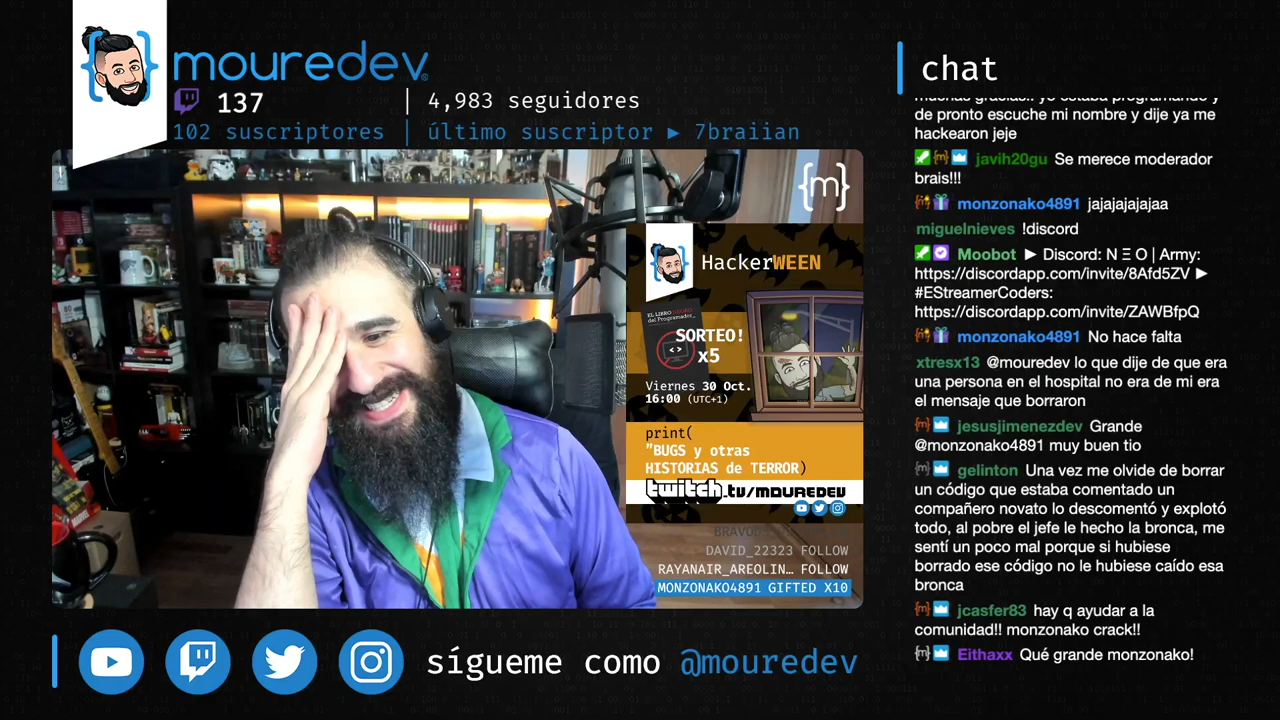 mouredev
137 | 4,983 seguidores
102 suscriptores | último suscriptor ▶ 7braiian
{m}
HackerWEEN
EL LIBRO NEGRO
del Programador_
SORTEO!
<>
x5
Viernes 30 Oct.
16:00 (UTC+1)
print(
"BUGS y otras
HISTORIAS de TERROR)
twitch.tv/MOUREDEV
DAVID_22323 FOLLOW
RAYANAIR_AREOLIN… FOLLOW
MONZONAKO4891 GIFTED X10
sígueme como @mouredev
chat
muchas gracias!! yo estaba programando y
de pronto escuche mi nombre y dije ya me
hackearon jeje
javih20gu Se merece moderador
brais!!!
monzonako4891 jajajajajajaa
miguelnieves !discord
Moobot ▶ Discord: N Ξ O | Army:
https://discordapp.com/invite/8Afd5ZV ▶
#EStreamerCoders:
https://discordapp.com/invite/ZAWBfpQ
monzonako4891 No hace falta
xtresx13 @mouredev lo que dije de que era
una persona en el hospital no era de mi era
el mensaje que borraron
jesusjimenezdev Grande
@monzonako4891 muy buen tio
gelinton Una vez me olvide de borrar
un código que estaba comentado un
compañero novato lo descomentó y explotó
todo, al pobre el jefe le hecho la bronca, me
sentí un poco mal porque si hubiese
borrado ese código no le hubiese caído esa
bronca
jcasfer83 hay q ayudar a la
comunidad!! monzonako crack!!
Eithaxx Qué grande monzonako!